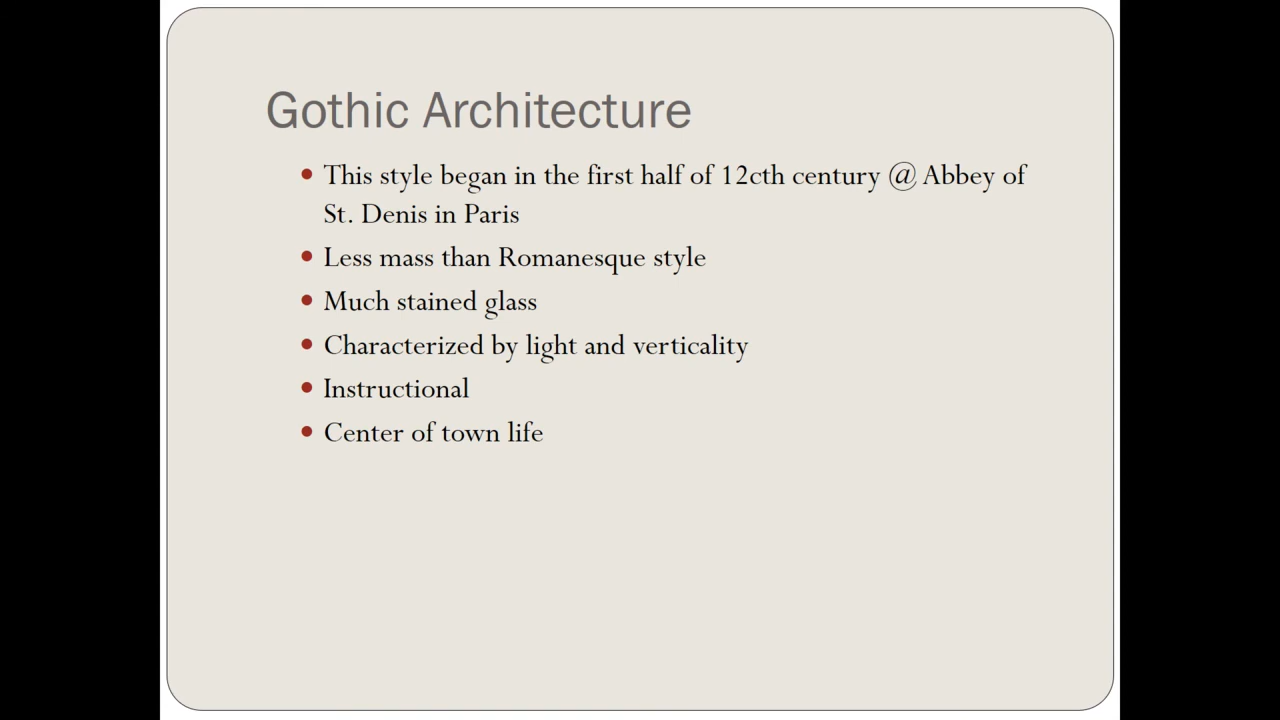 Gothic Architecture
• This style began in the first half of 12cth century @ Abbey of
St. Denis in Paris
• Less mass than Romanesque style
• Much stained glass
• Characterized by light and verticality
• Instructional
• Center of town life